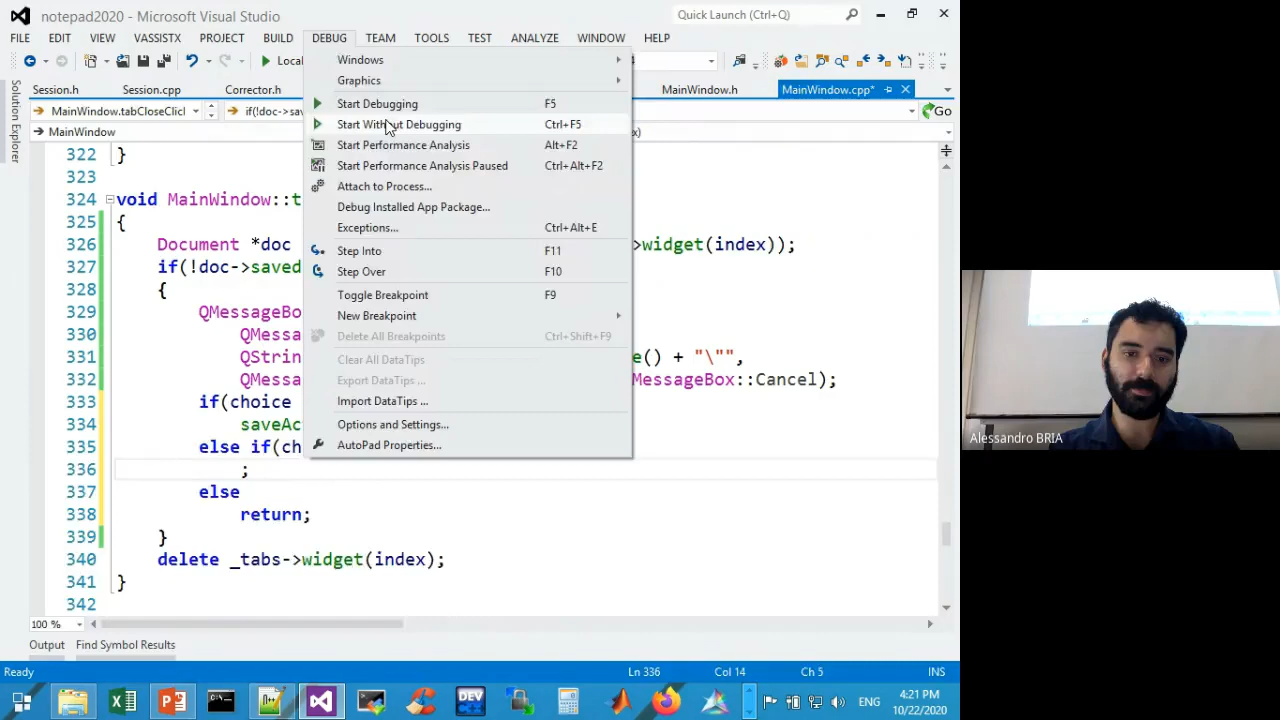 notepad2020 - Microsoft Visual Studio
Quick Launch (Ctrl+Q)
FILE EDIT VIEW VASSISTX PROJECT BUILD DEBUG TEAM TOOLS TEST ANALYZE WINDOW HELP
Loca
Session.h Session.cpp Corrector.h MainWindow.h MainWindow.cpp*
MainWindow.tabCloseClicl if(!doc->sav Go
MainWindow
Solution Explorer
Windows
Graphics
Start Debugging F5
Start Without Debugging Ctrl+F5
Start Performance Analysis Alt+F2
Start Performance Analysis Paused Ctrl+Alt+F2
Attach to Process...
Debug Installed App Package...
Exceptions... Ctrl+Alt+E
Step Into F11
Step Over F10
Toggle Breakpoint F9
New Breakpoint
Delete All Breakpoints Ctrl+Shift+F9
Clear All DataTips
Export DataTips ...
Import DataTips ...
Options and Settings...
AutoPad Properties...
322 }
323
324 void MainWindow::t
325 {
326 Document *doc >widget(index));
327 if(!doc->saved
328 {
329 QMessageBo
330 QMessa
331 QStrin e() + "\"",
332 QMessa MessageBox::Cancel);
333 if(choice
334 saveAc
335 else if(ch
336 ;
337 else
338 return;
339 }
340 delete _tabs->widget(index);
341 }
342
100 %
Output Find Symbol Results
Ready Ln 336 Col 14 Ch 5 INS
DEV
ENG
4:21 PM
10/22/2020
Alessandro BRIA